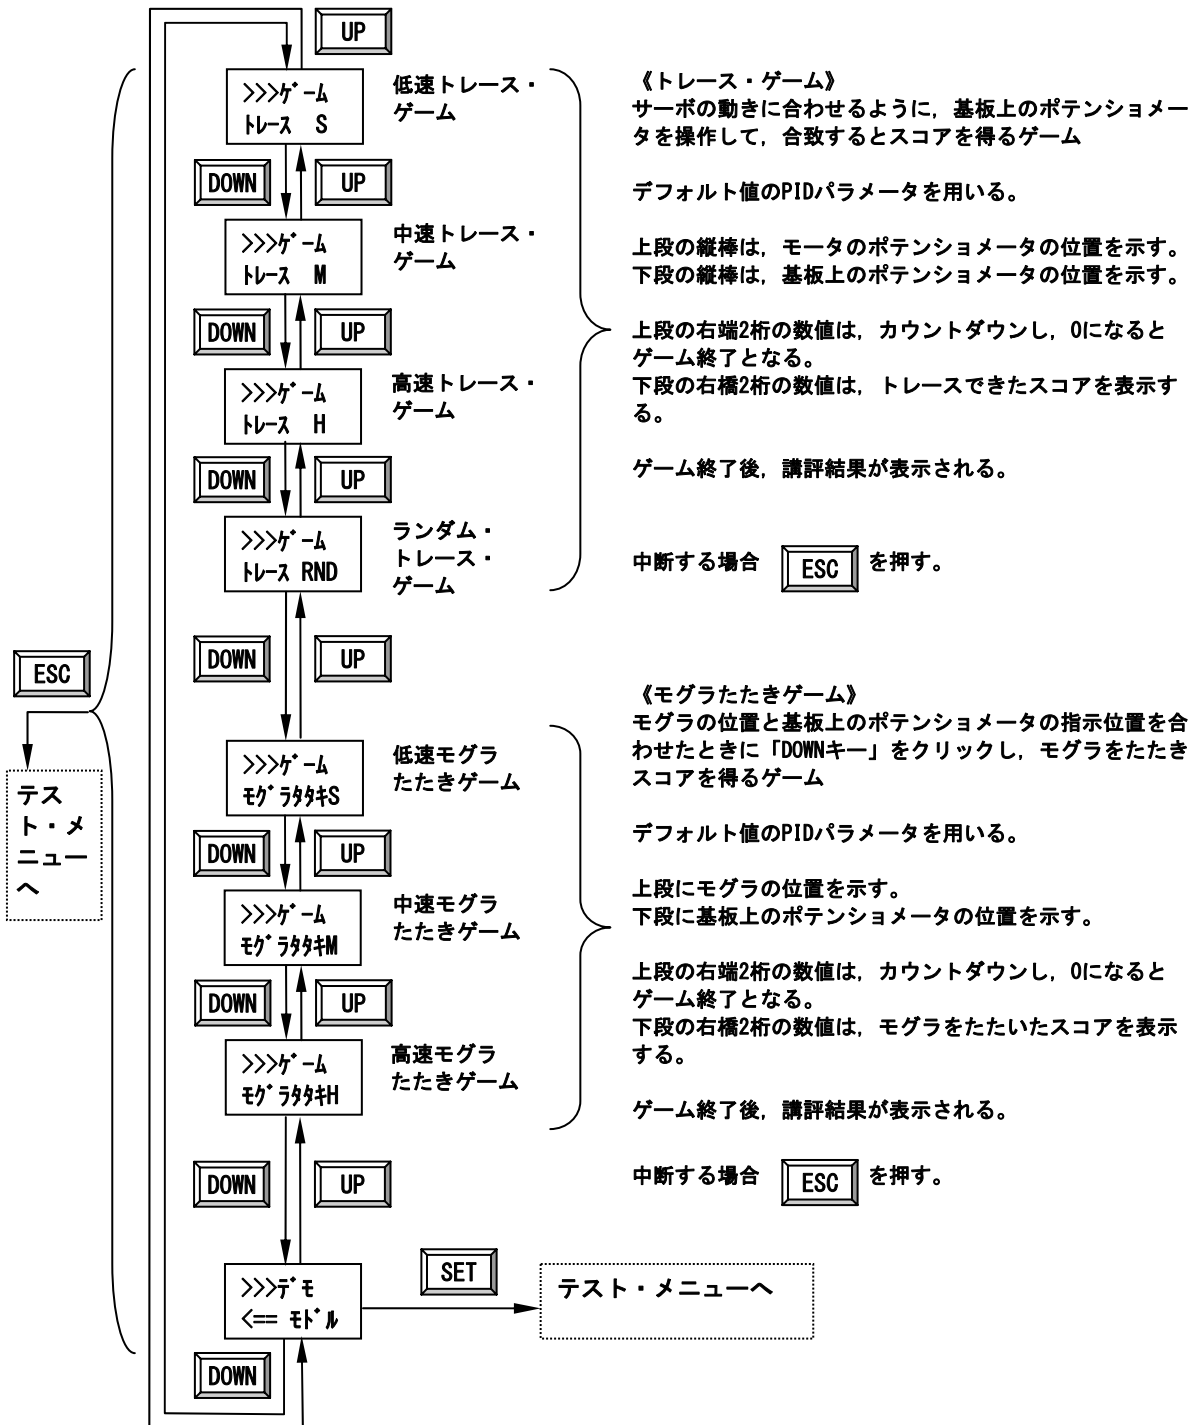 UP
>>>ｹﾞｰﾑ
ﾄﾚｰｽ S
低速トレース・
ゲーム
DOWN
UP
>>>ｹﾞｰﾑ
ﾄﾚｰｽ M
中速トレース・
ゲーム
DOWN
UP
>>>ｹﾞｰﾑ
ﾄﾚｰｽ H
高速トレース・
ゲーム
DOWN
UP
>>>ｹﾞｰﾑ
ﾄﾚｰｽ RND
ランダム・
トレース・
ゲーム
DOWN
UP
《トレース・ゲーム》
サーボの動きに合わせるように，基板上のポテンショメー
タを操作して，合致するとスコアを得るゲーム
デフォルト値のPIDパラメータを用いる。
上段の縦棒は，モータのポテンショメータの位置を示す。
下段の縦棒は，基板上のポテンショメータの位置を示す。
上段の右端2桁の数値は，カウントダウンし，0になると
ゲーム終了となる。
下段の右橋2桁の数値は，トレースできたスコアを表示す
る。
ゲーム終了後，講評結果が表示される。
中断する場合 ESC を押す。
ESC
テス
ト・メ
ニュー
へ
>>>ｹﾞｰﾑ
ﾓｸﾞﾗﾀﾀｷS
低速モグラ
たたきゲーム
DOWN
UP
>>>ｹﾞｰﾑ
ﾓｸﾞﾗﾀﾀｷM
中速モグラ
たたきゲーム
DOWN
UP
>>>ｹﾞｰﾑ
ﾓｸﾞﾗﾀﾀｷH
高速モグラ
たたきゲーム
DOWN
UP
《モグラたたきゲーム》
モグラの位置と基板上のポテンショメータの指示位置を合
わせたときに「DOWNキー」をクリックし，モグラをたたき
スコアを得るゲーム
デフォルト値のPIDパラメータを用いる。
上段にモグラの位置を示す。
下段に基板上のポテンショメータの位置を示す。
上段の右端2桁の数値は，カウントダウンし，0になると
ゲーム終了となる。
下段の右橋2桁の数値は，モグラをたたいたスコアを表示
する。
ゲーム終了後，講評結果が表示される。
中断する場合 ESC を押す。
>>>ﾃﾞﾓ
<== ﾓﾄﾞﾙ
SET
テスト・メニューへ
DOWN